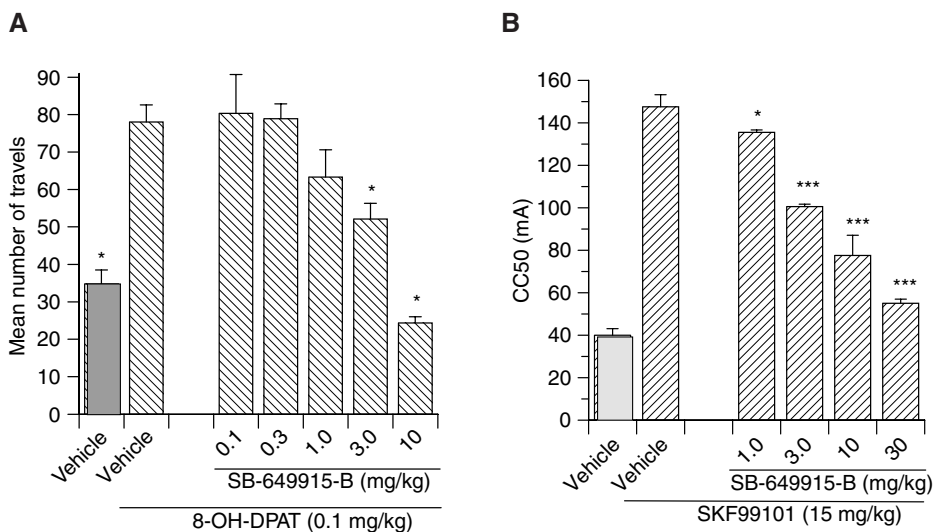 A
Mean number of travels
90
80
70
60
50
40
30
20
10
0
*
*
*
Vehicle
Vehicle
0.1
0.3
1.0
3.0
10
SB-649915-B (mg/kg)
8-OH-DPAT (0.1 mg/kg)
B
CC50 (mA)
160
140
120
100
80
60
40
20
0
*
***
***
***
Vehicle
Vehicle
1.0
3.0
10
30
SB-649915-B (mg/kg)
SKF99101 (15 mg/kg)